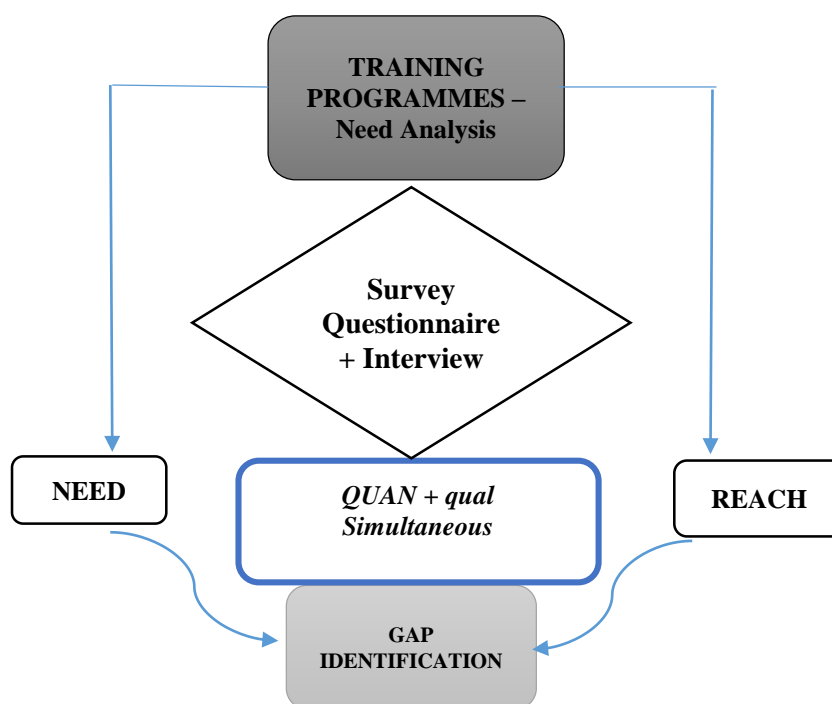 TRAINING
PROGRAMMES –
Need Analysis
Survey
Questionnaire
+ Interview
NEED
QUAN + qual
Simultaneous
REACH
GAP
IDENTIFICATION